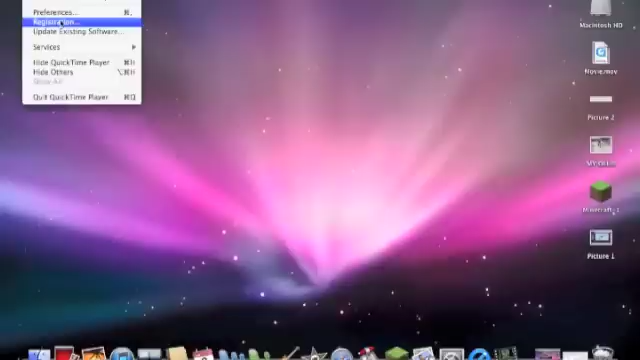 Preferences... ⌘,
Registration...
Update Existing Software...
Services
Hide QuickTime Player ⌘H
Hide Others ⌥⌘H
Show All
Quit QuickTime Player ⌘Q
Macintosh HD
Movie.mov
Picture 2
Picture 1